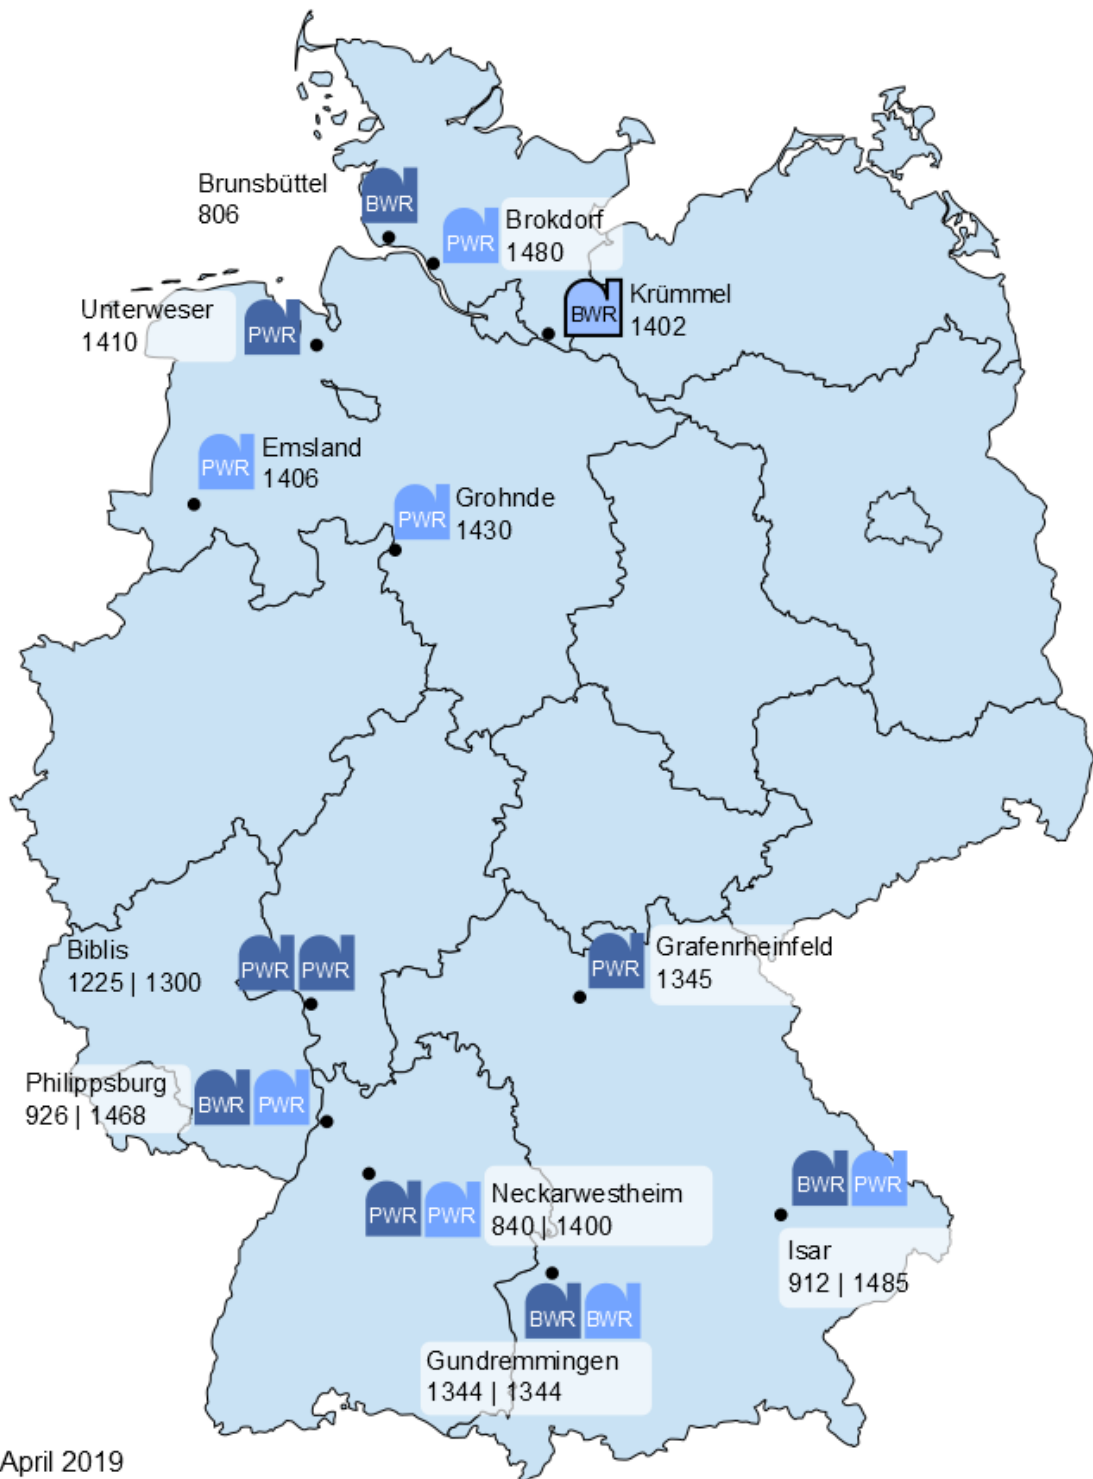 Brunsbüttel
806
BWR
PWR
Brokdorf
1480
Unterweser
1410
PWR
BWR
Krümmel
1402
PWR
Emsland
1406
PWR
Grohnde
1430
Biblis
1225 | 1300
PWR
PWR
PWR
Grafenrheinfeld
1345
Philippsburg
926 | 1468
BWR
PWR
PWR
PWR
Neckarwestheim
840 | 1400
BWR
PWR
Isar
912 | 1485
BWR
BWR
Gundremmingen
1344 | 1344
April 2019